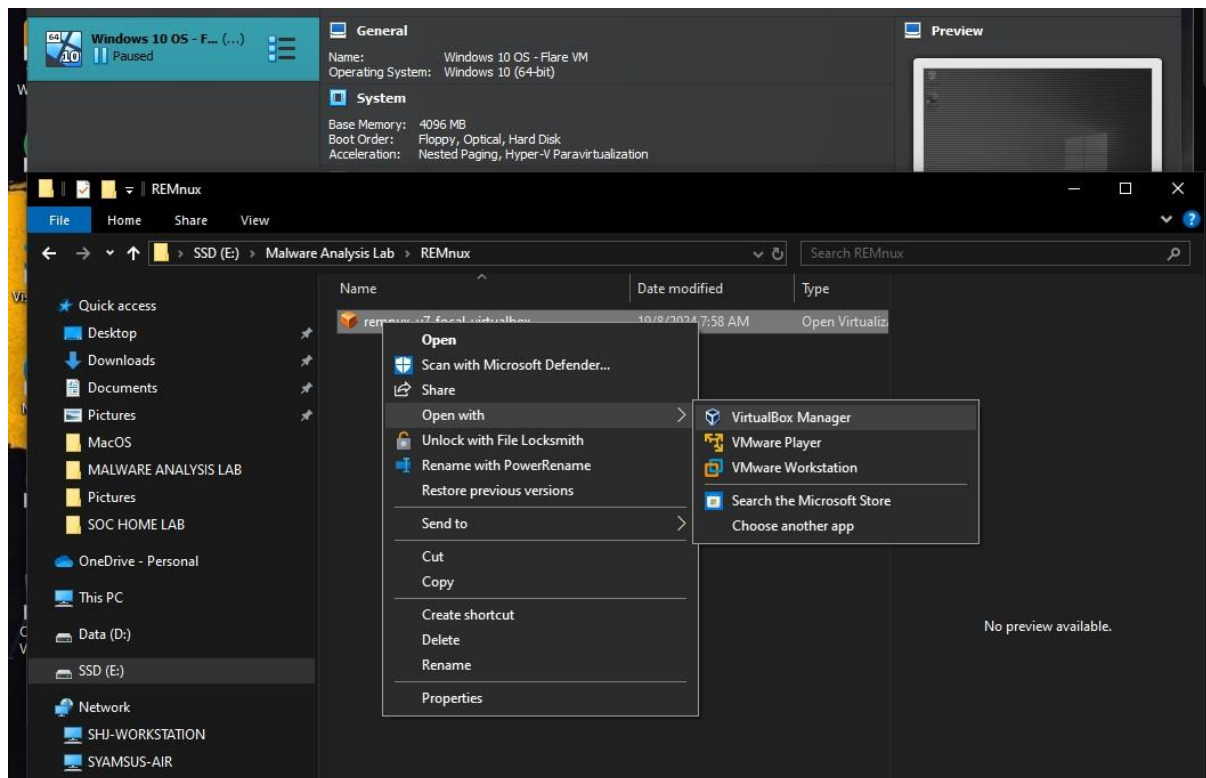 64
10
Windows 10 OS - F... (...)
Paused
General
Name: Windows 10 OS - Flare VM
Operating System: Windows 10 (64-bit)
System
Base Memory: 4096 MB
Boot Order: Floppy, Optical, Hard Disk
Acceleration: Nested Paging, Hyper-V Paravirtualization
Preview
REMnux
File Home Share View
SSD (E:) > Malware Analysis Lab > REMnux
Search REMnux
Name Date modified Type
remnux-v7-focal-virtualbox 10/8/2024 7:58 AM Open Virtualiz
Quick access
Desktop
Downloads
Documents
Pictures
MacOS
MALWARE ANALYSIS LAB
Pictures
SOC HOME LAB
OneDrive - Personal
This PC
Data (D:)
SSD (E:)
Network
SHJ-WORKSTATION
SYAMSUS-AIR
Open
Scan with Microsoft Defender...
Share
Open with
Unlock with File Locksmith
Rename with PowerRename
Restore previous versions
Send to
Cut
Copy
Create shortcut
Delete
Rename
Properties
VirtualBox Manager
VMware Player
VMware Workstation
Search the Microsoft Store
Choose another app
No preview available.